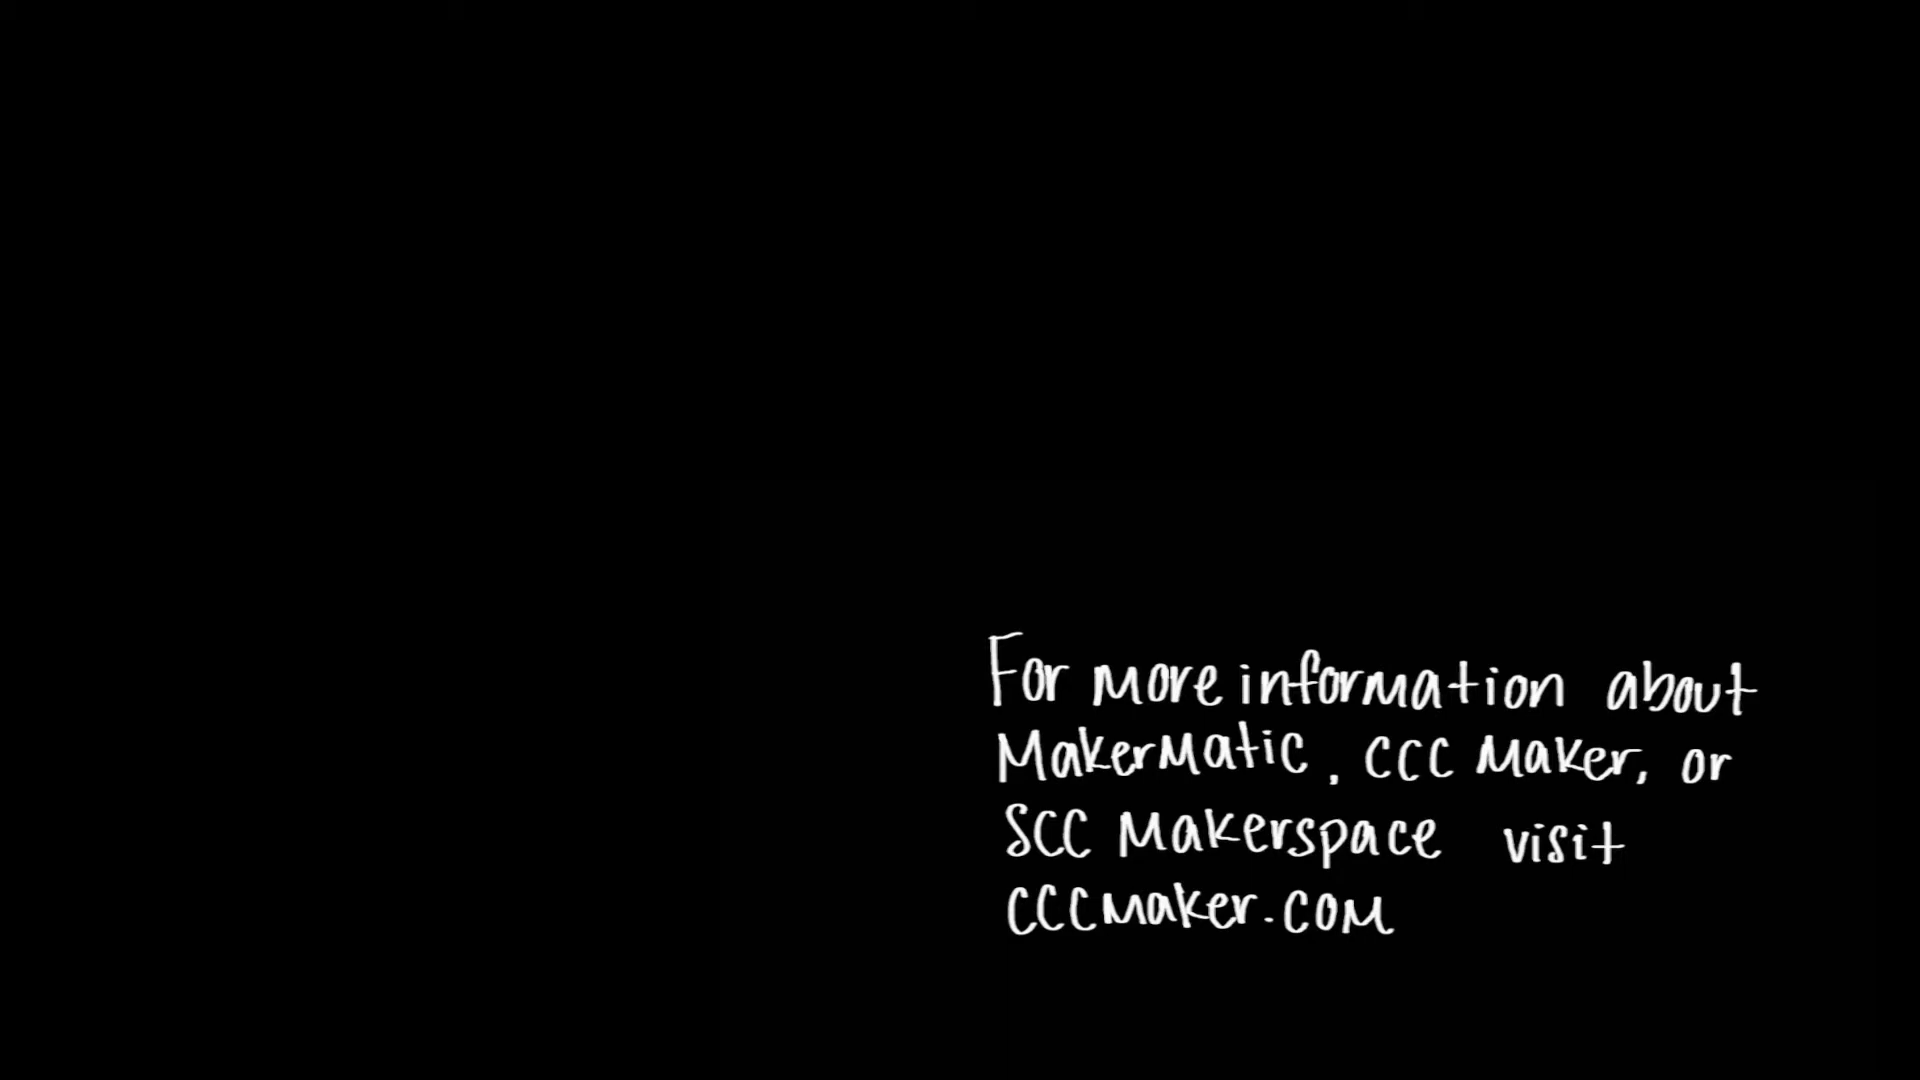 For more information about
MakerMatic, CCC Maker, or
SCC Makerspace visit
cccmaker.com